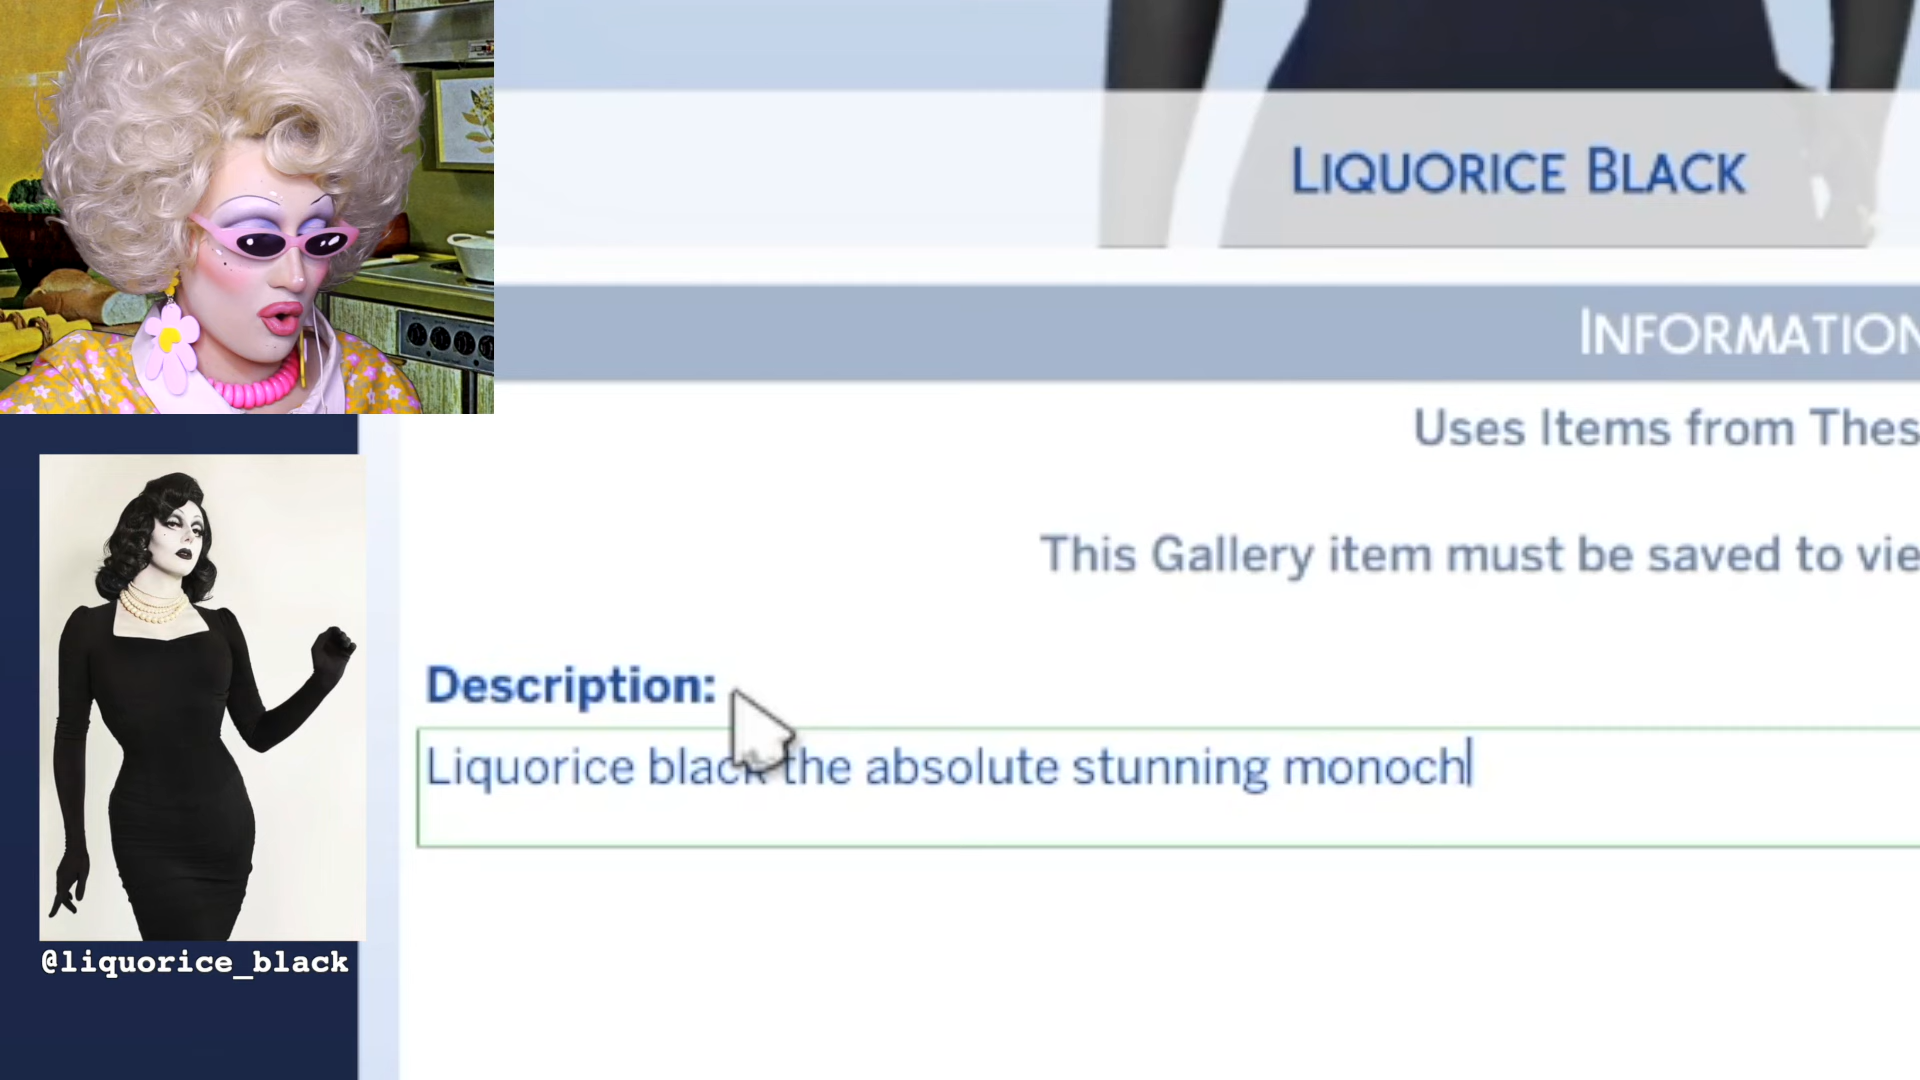 LIQUORICE BLACK
INFORMATION
Uses Items from Thes
This Gallery item must be saved to vie
Description:
Liquorice black the absolute stunning monoch
@liquorice_black